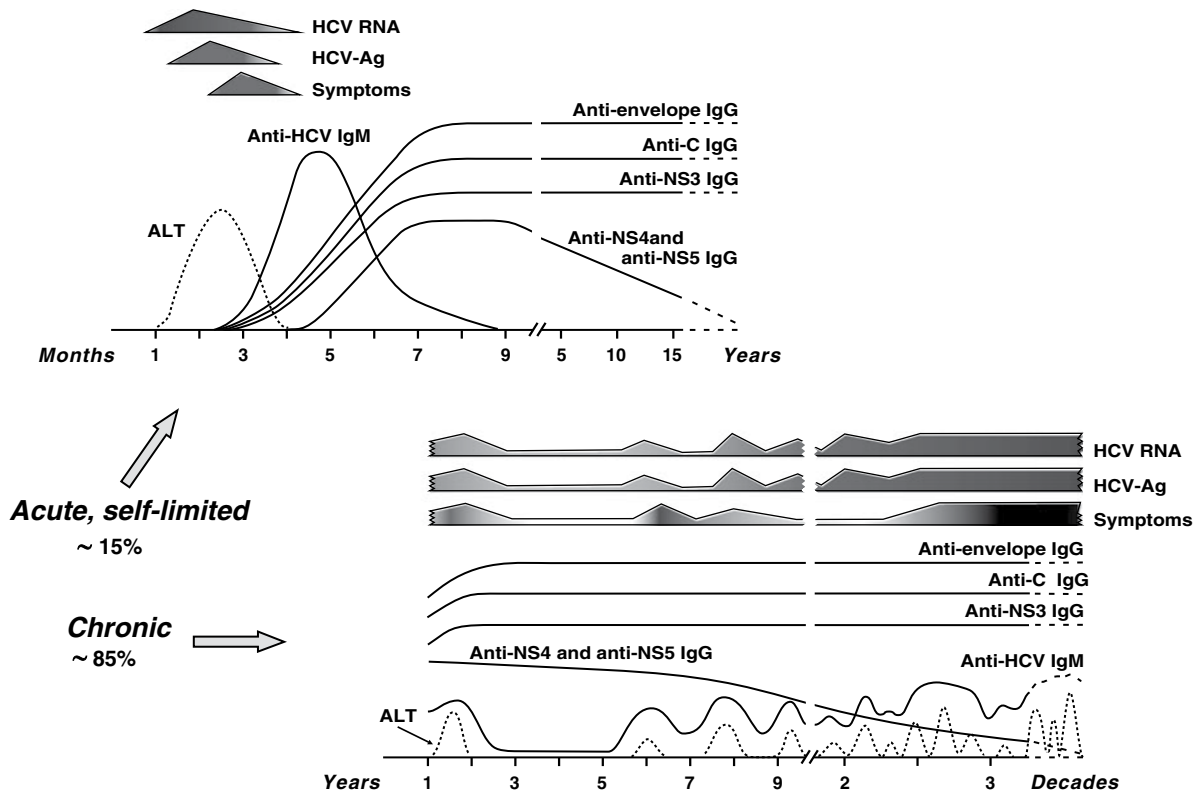 HCV RNA
HCV-Ag
Symptoms
Anti-envelope IgG
Anti-HCV IgM
Anti-C IgG
Anti-NS3 IgG
ALT
Anti-NS4and
anti-NS5 IgG
Months 1 3 5 7 9 5 10 15 Years
HCV RNA
HCV-Ag
Acute, self-limited
~ 15%
Symptoms
Anti-envelope IgG
Anti-C IgG
Anti-NS3 IgG
Chronic
~ 85%
Anti-NS4 and anti-NS5 IgG
Anti-HCV IgM
ALT
Years 1 3 5 7 9 2 3 Decades